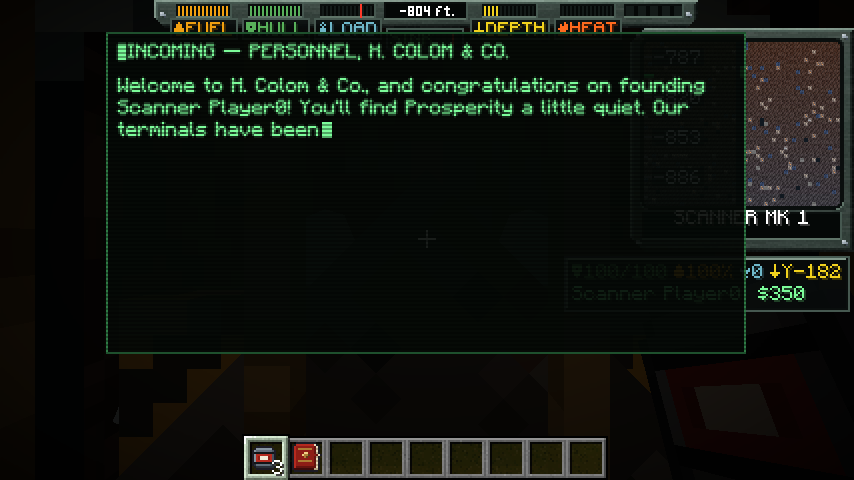 -804 ft.
FUEL HULL LOAD DEPTH HEAT
INCOMING — PERSONNEL, H. COLOM & CO.
Welcome to H. Colom & Co., and congratulations on founding
Scanner Player0! You'll find Prosperity a little quiet. Our
terminals have been
-787
-853
-886
SCANNER MK 1
100/100 100% 0 Y-182
Scanner Player0 $350
3